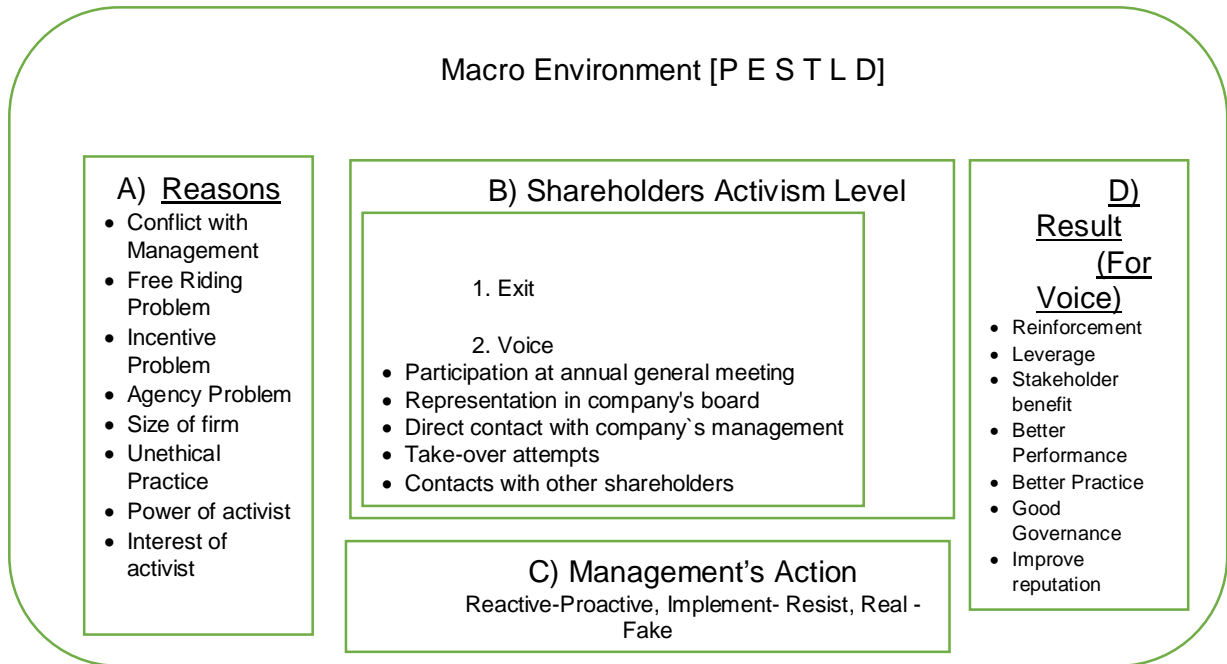 Macro Environment [P E S T L D]
A) Reasons
• Conflict with
Management
• Free Riding
Problem
• Incentive
Problem
• Agency Problem
• Size of firm
• Unethical
Practice
• Power of activist
• Interest of
activist
B) Shareholders Activism Level
1. Exit
2. Voice
• Participation at annual general meeting
• Representation in company's board
• Direct contact with company`s management
• Take-over attempts
• Contacts with other shareholders
C) Management’s Action
Reactive-Proactive, Implement- Resist, Real -
Fake
D)
Result
(For
Voice)
• Reinforcement
• Leverage
• Stakeholder
benefit
• Better
Performance
• Better Practice
• Good
Governance
• Improve
reputation